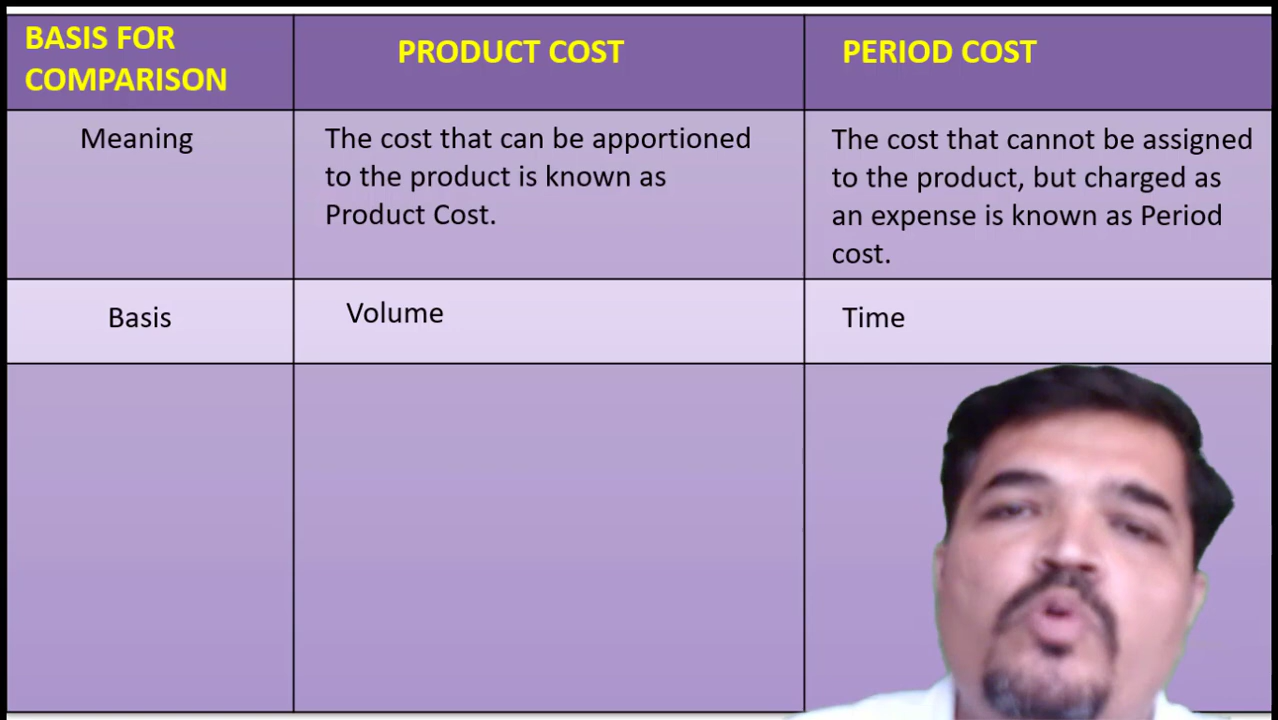 BASIS FOR
COMPARISON
PRODUCT COST
PERIOD COST
Meaning
The cost that can be apportioned
to the product is known as
Product Cost.
The cost that cannot be assigned
to the product, but charged as
an expense is known as Period
cost.
Basis
Volume
Time